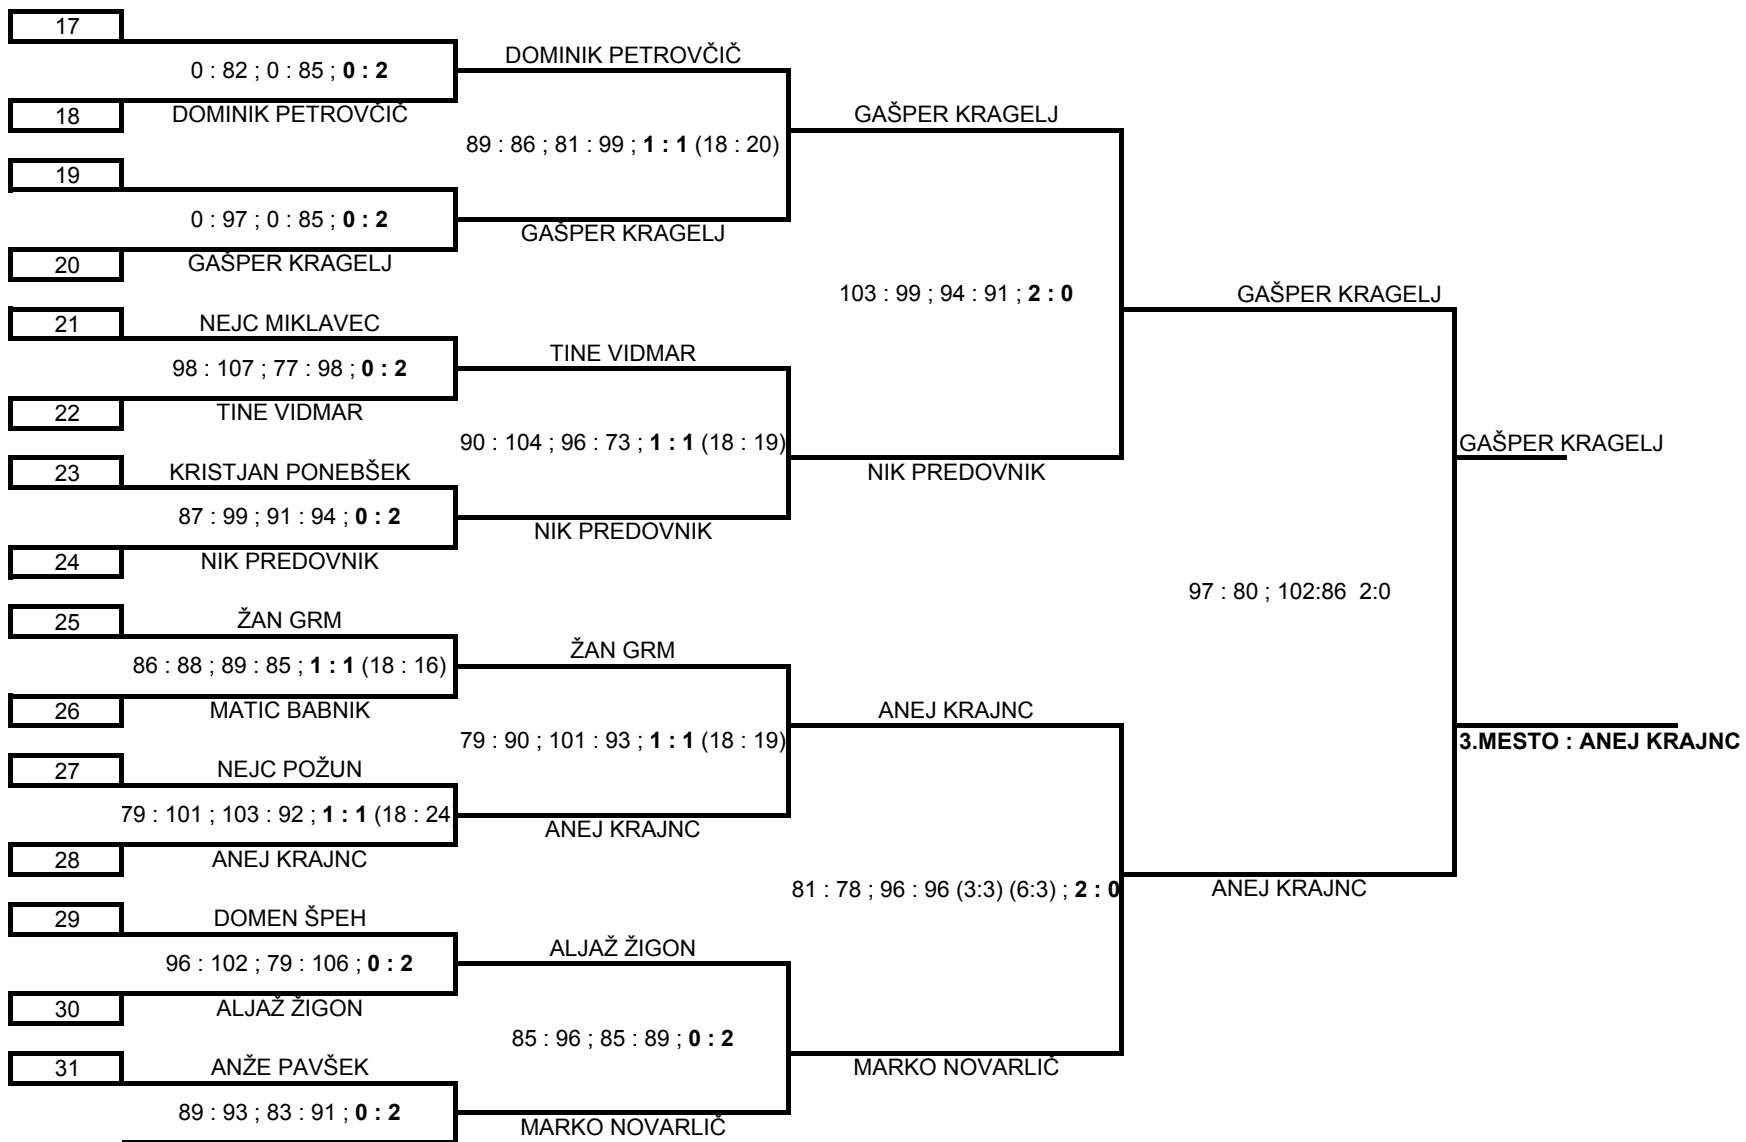 17
DOMINIK PETROVČIČ
0 : 82 ; 0 : 85 ; 0 : 2
18 DOMINIK PETROVČIČ
GAŠPER KRAGELJ
89 : 86 ; 81 : 99 ; 1 : 1 (18 : 20)
19
0 : 97 ; 0 : 85 ; 0 : 2
GAŠPER KRAGELJ
20 GAŠPER KRAGELJ
103 : 99 ; 94 : 91 ; 2 : 0
GAŠPER KRAGELJ
21 NEJC MIKLAVEC
TINE VIDMAR
98 : 107 ; 77 : 98 ; 0 : 2
22 TINE VIDMAR
90 : 104 ; 96 : 73 ; 1 : 1 (18 : 19)
GAŠPER KRAGELJ
23 KRISTJAN PONEBŠEK
NIK PREDOVNIK
87 : 99 ; 91 : 94 ; 0 : 2
NIK PREDOVNIK
24 NIK PREDOVNIK
97 : 80 ; 102:86 2:0
25 ŽAN GRM
ŽAN GRM
86 : 88 ; 89 : 85 ; 1 : 1 (18 : 16)
26 MATIC BABNIK
ANEJ KRAJNC
79 : 90 ; 101 : 93 ; 1 : 1 (18 : 19)
3.MESTO : ANEJ KRAJNC
27 NEJC POŽUN
79 : 101 ; 103 : 92 ; 1 : 1 (18 : 24
ANEJ KRAJNC
28 ANEJ KRAJNC
81 : 78 ; 96 : 96 (3:3) (6:3) ; 2 : 0
ANEJ KRAJNC
29 DOMEN ŠPEH
ALJAŽ ŽIGON
96 : 102 ; 79 : 106 ; 0 : 2
30 ALJAŽ ŽIGON
85 : 96 ; 85 : 89 ; 0 : 2
31 ANŽE PAVŠEK
MARKO NOVARLIČ
89 : 93 ; 83 : 91 ; 0 : 2
MARKO NOVARLIČ